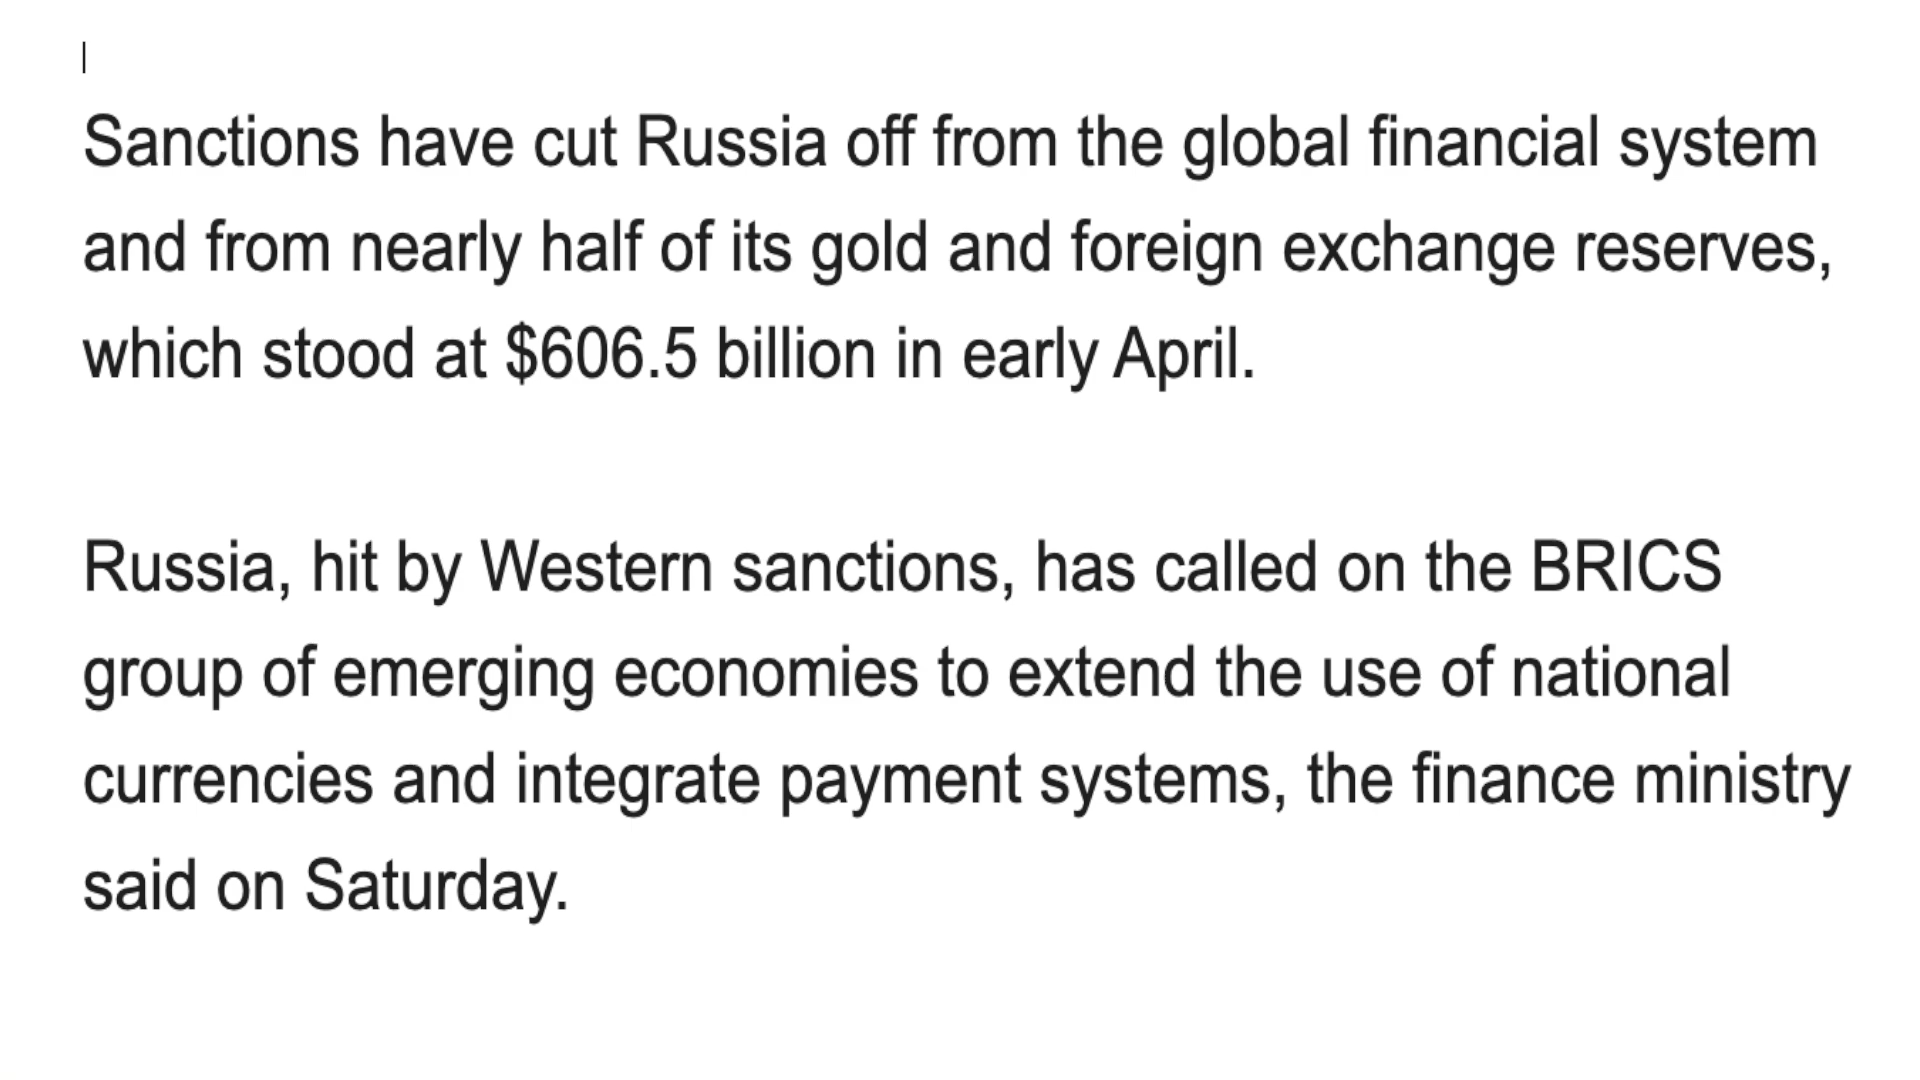 Sanctions have cut Russia off from the global financial system
and from nearly half of its gold and foreign exchange reserves,
which stood at $606.5 billion in early April.
Russia, hit by Western sanctions, has called on the BRICS
group of emerging economies to extend the use of national
currencies and integrate payment systems, the finance ministry
said on Saturday.